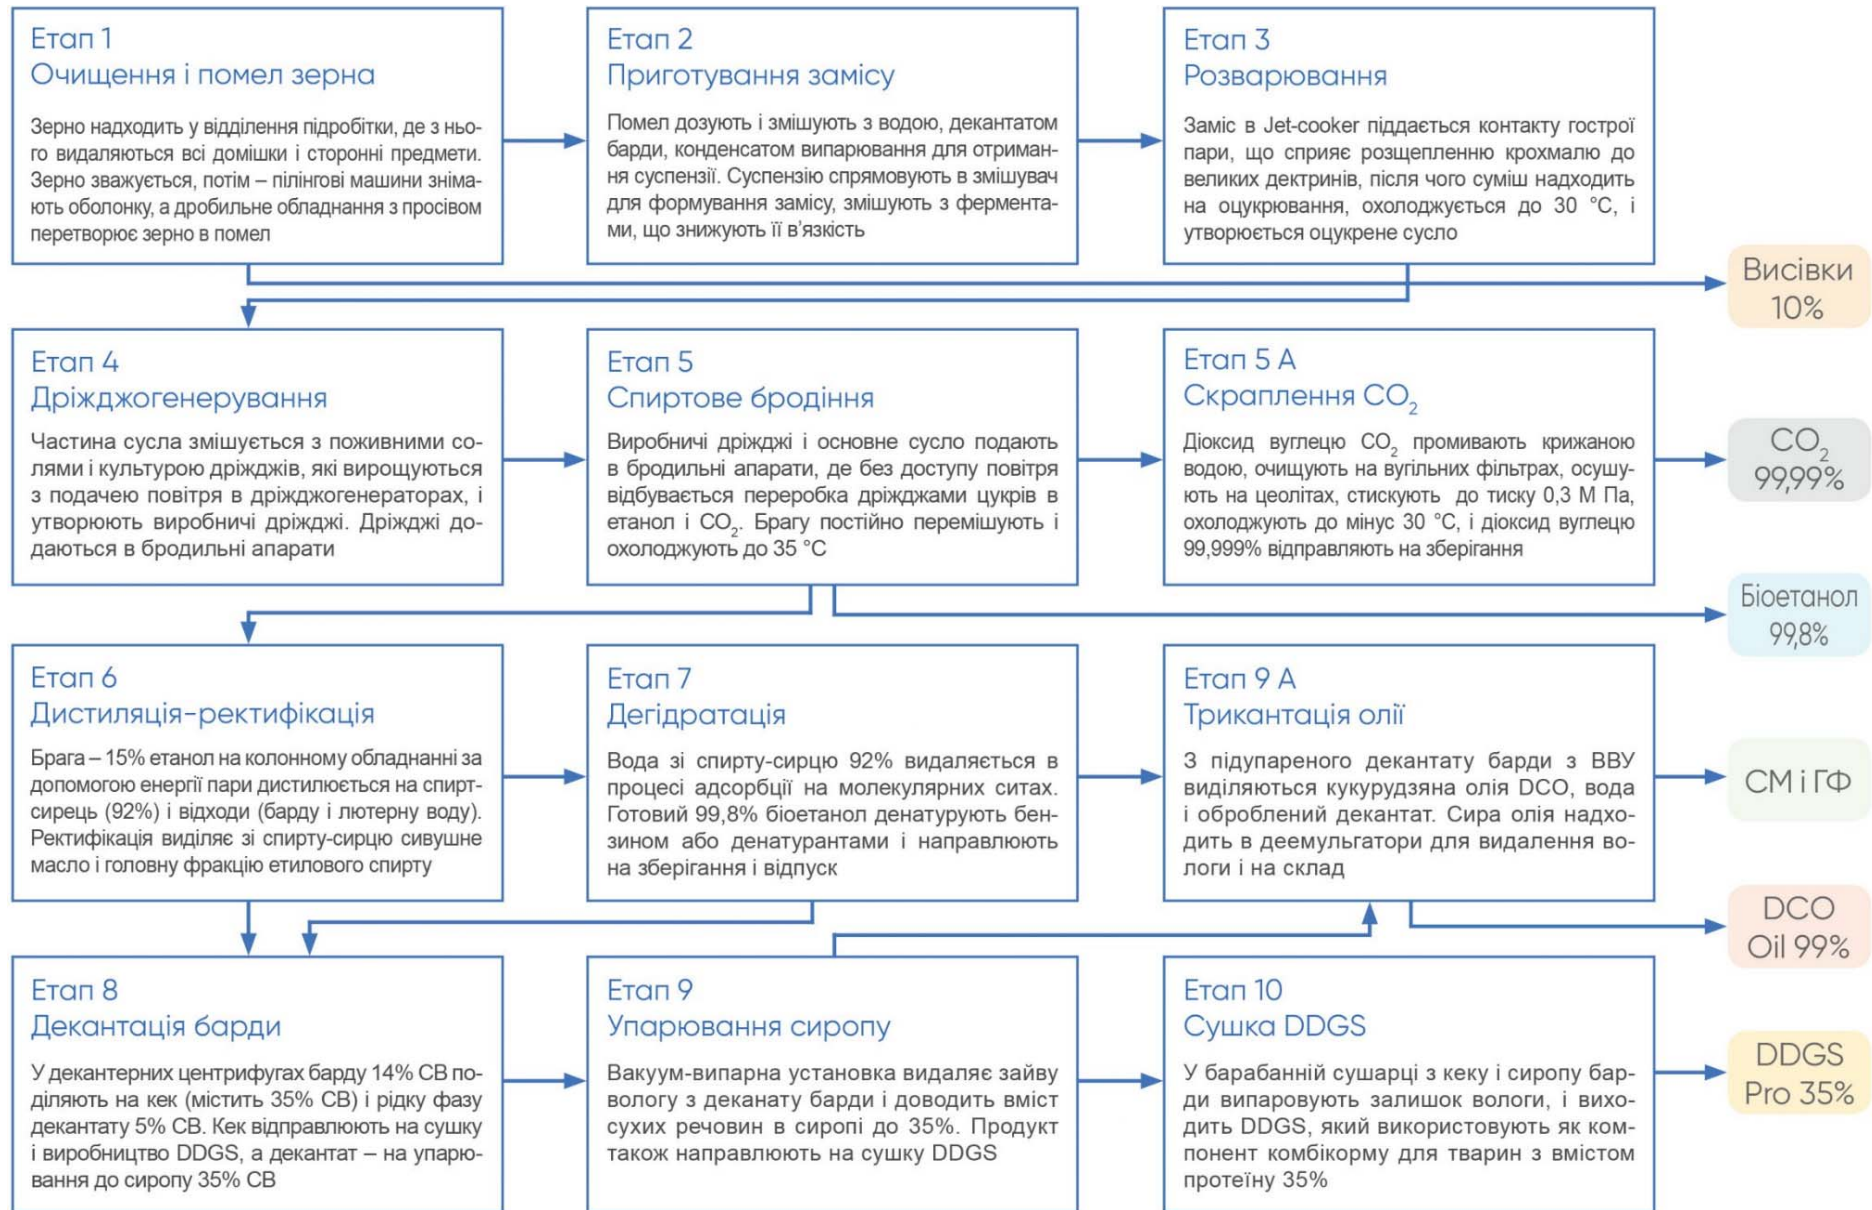 Етап 1
Очищення і помел зерна
Зерно надходить у відділення підробітки, де з ньо-
го видаляються всі домішки і сторонні предмети.
Зерно зважується, потім – пілінгові машини зніма-
ють оболонку, а дробильне обладнання з просівом
перетворює зерно в помел
Етап 2
Приготування замісу
Помел дозують і змішують з водою, декантатом
барди, конденсатом випарювання для отриман-
ня суспензії. Суспензію спрямовують в змішувач
для формування замісу, змішують з фермента-
ми, що знижують її в’язкість
Етап 3
Розварювання
Заміс в Jet-cooker піддається контакту гострої
пари, що сприяє розщепленню крохмалю до
великих дектринів, після чого суміш надходить
на оцукрювання, охолоджується до 30 °C, і
утворюється оцукрене сусло
Висівки
10%
Етап 4
Дріжджогенерування
Частина сусла змішується з поживними со-
лями і культурою дріжджів, які вирощуються
з подачею повітря в дріжджогенераторах, і
утворюють виробничі дріжджі. Дріжджі до-
даються в бродильні апарати
Етап 5
Спиртове бродіння
Виробничі дріжджі і основне сусло подають
в бродильні апарати, де без доступу повітря
відбувається переробка дріжджами цукрів в
етанол і CO₂. Брагу постійно перемішують і
охолоджують до 35 °C
Етап 5 А
Скраплення CO₂
Діоксид вуглецю CO₂ промивають крижаною
водою, очищують на вугільних фільтрах, осушу-
ють на цеолітах, стискують до тиску 0,3 М Па,
охолоджують до мінус 30 °C, і діоксид вуглецю
99,999% відправляють на зберігання
CO₂
99,99%
Біоетанол
99,8%
Етап 6
Дистиляція-ректифікація
Брага – 15% етанол на колонному обладнанні за
допомогою енергії пари дистилюється на спирт-
сирець (92%) і відходи (барду і лютерну воду).
Ректифікація виділяє зі спирту-сирцю сивушне
масло і головну фракцію етилового спирту
Етап 7
Дегідратація
Вода зі спирту-сирцю 92% видаляється в
процесі адсорбції на молекулярних ситах.
Готовий 99,8% біоетанол денатурують бен-
зином або денатурантами і направлюють
на зберігання і відпуск
Етап 9 А
Трикантація олії
З підупареного декантату барди з ВВУ
виділяються кукурудзяна олія DCO, вода
і оброблений декантат. Сира олія надхо-
дить в деемульгатори для видалення во-
логи і на склад
СМ і ГФ
DCO
Oil 99%
Етап 8
Декантація барди
У декантерних центрифугах барду 14% СВ по-
діляють на кек (містить 35% СВ) і рідку фазу
декантату 5% СВ. Кек відправлюють на сушку
і виробництво DDGS, а декантат – на упарю-
вання до сиропу 35% СВ
Етап 9
Упарювання сиропу
Вакуум-випарна установка видаляє зайву
вологу з деканату барди і доводить вміст
сухих речовин в сиропі до 35%. Продукт
також направлюють на сушку DDGS
Етап 10
Сушка DDGS
У барабанній сушарці з кеку і сиропу бар-
ди випаровують залишок вологи, і вихо-
дить DDGS, який використовують як ком-
понент комбікорму для тварин з вмістом
протеїну 35%
DDGS
Pro 35%